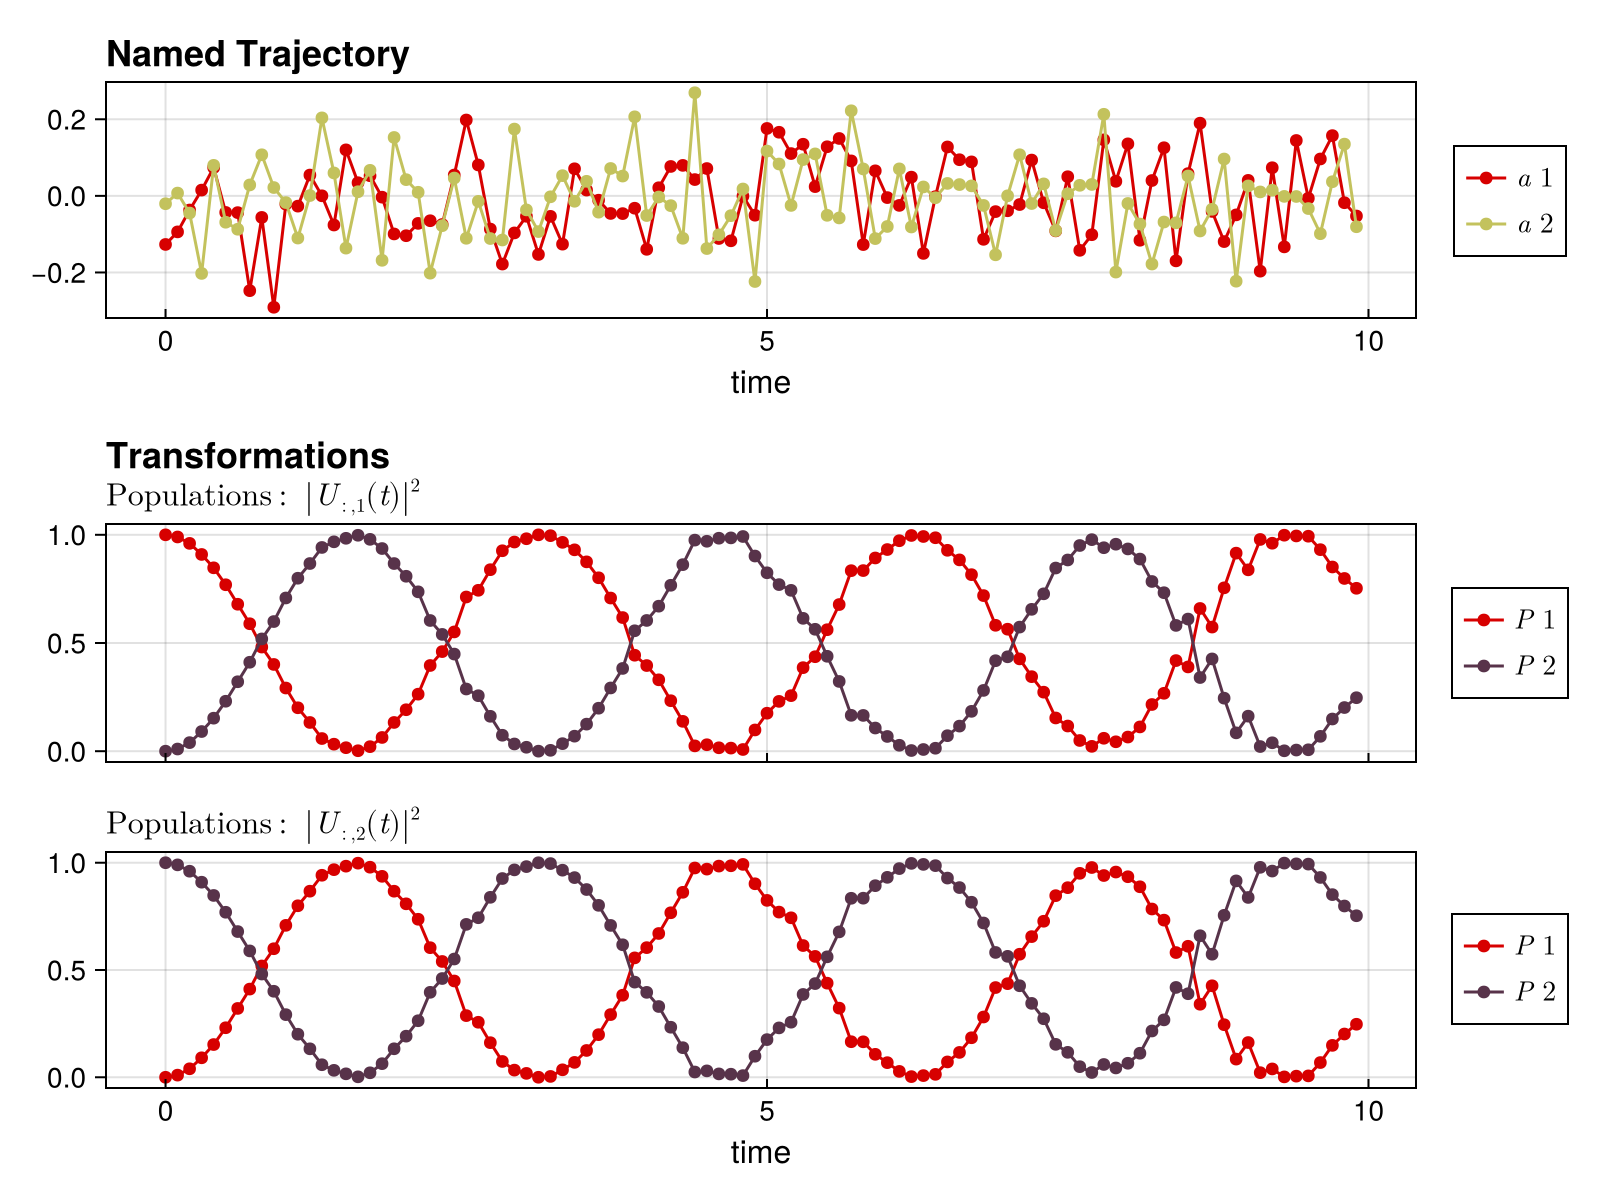 Named Trajectory
0.2
0.0
−0.2
0 5 10
time
a 1
a 2
Transformations
Populations: |U:,1(t)|²
1.0
0.5
0.0
P 1
P 2
Populations: |U:,2(t)|²
1.0
0.5
0.0
0 5 10
time
P 1
P 2